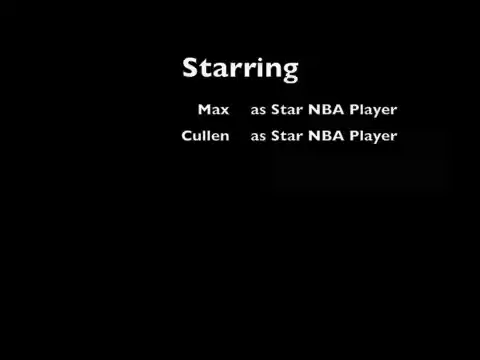 Starring
Max as Star NBA Player
Cullen as Star NBA Player